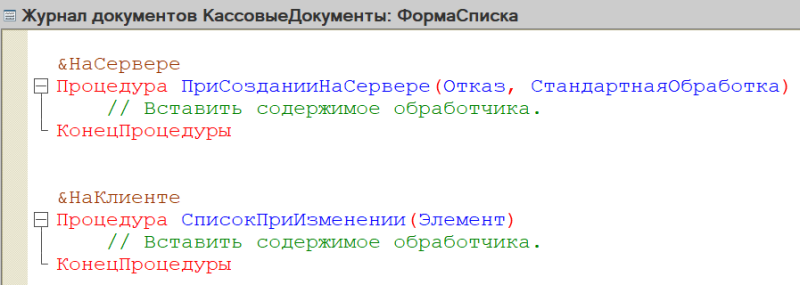 Журнал документов КассовыеДокументы: ФормаСписка
&НаСервере
Процедура ПриСозданииНаСервере(Отказ, СтандартнаяОбработка)
// Вставить содержимое обработчика.
КонецПроцедуры
&НаКлиенте
Процедура СписокПриИзменении(Элемент)
// Вставить содержимое обработчика.
КонецПроцедуры